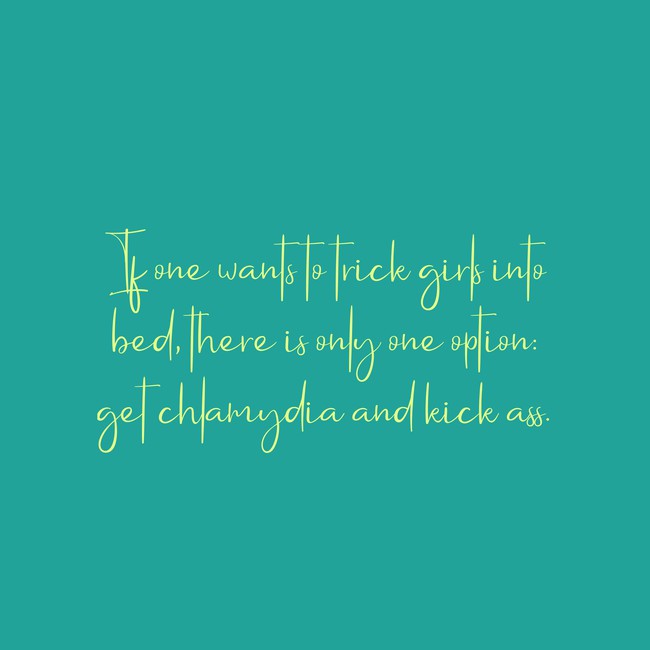 If one wants to trick girls into
bed, there is only one option:
get chlamydia and kick ass.